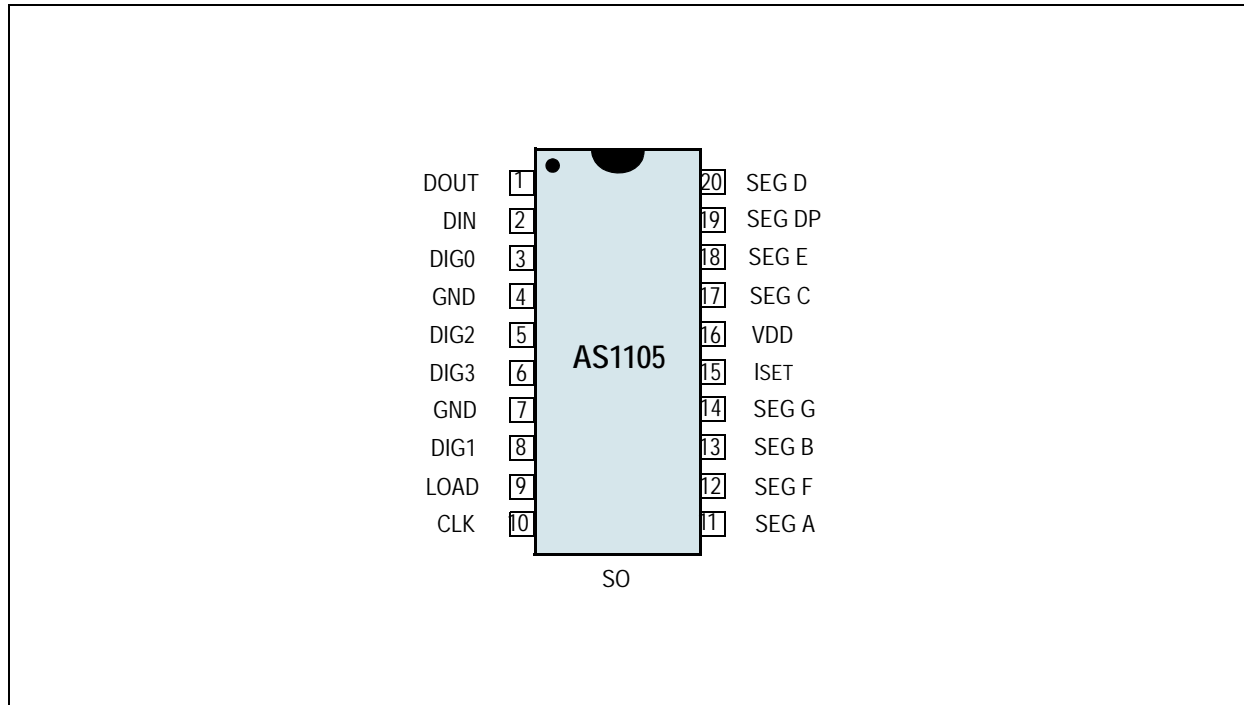 DOUT 1 20 SEG D
DIN 2 19 SEG DP
DIG0 3 18 SEG E
GND 4 17 SEG C
DIG2 5 16 VDD
AS1105
DIG3 6 15 ISET
GND 7 14 SEG G
DIG1 8 13 SEG B
LOAD 9 12 SEG F
CLK 10 11 SEG A
SO